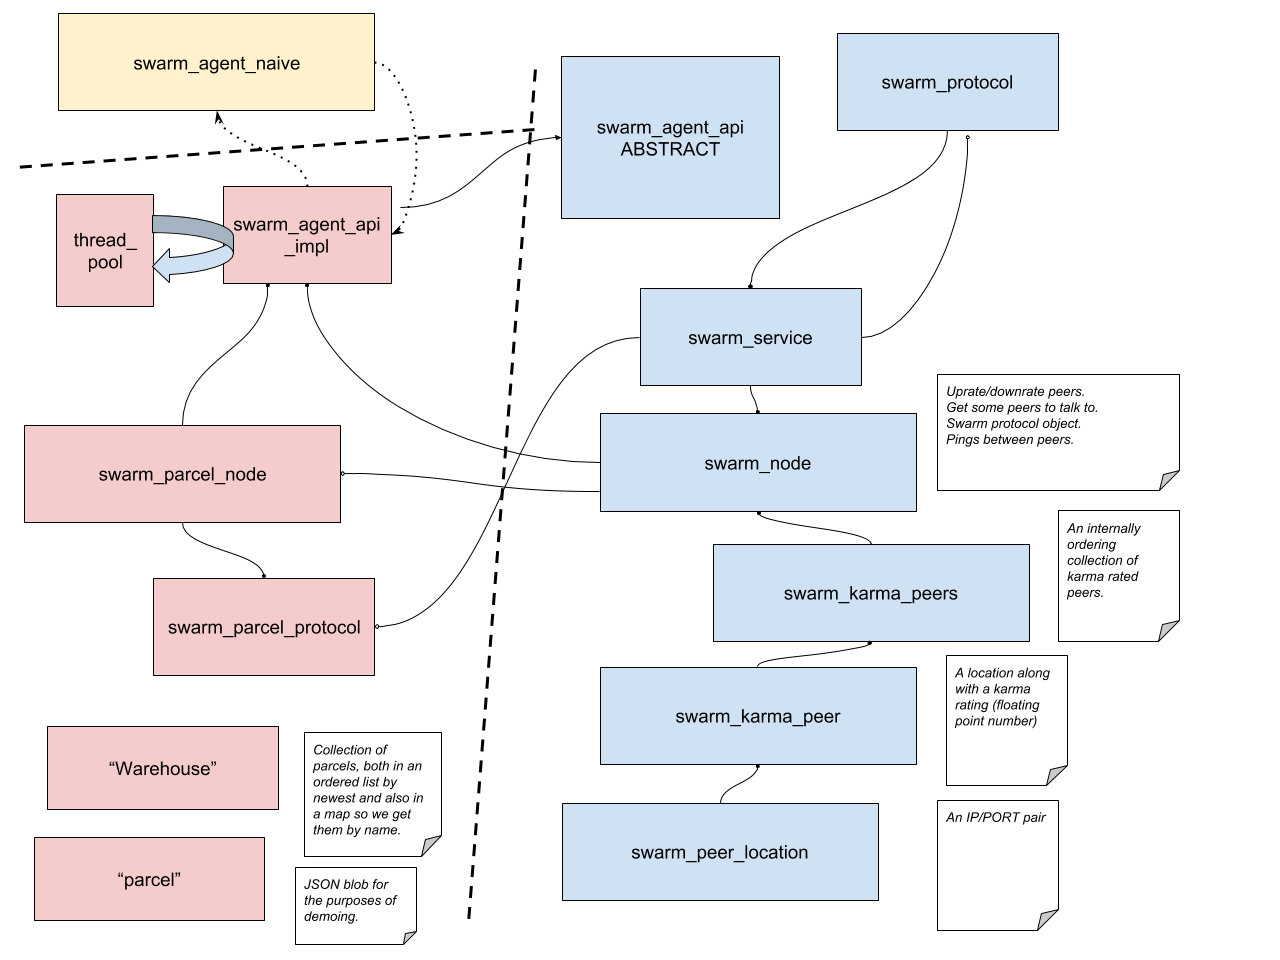 swarm_agent_naive
swarm_protocol
swarm_agent_api
ABSTRACT
thread_
pool
swarm_agent_api
_impl
swarm_service
Uprate/downrate peers.
Get some peers to talk to.
Swarm protocol object.
Pings between peers.
swarm_parcel_node
swarm_node
An internally
ordering
collection of
karma rated
peers.
swarm_karma_peers
swarm_parcel_protocol
A location along
with a karma
rating (floating
point number)
swarm_karma_peer
“Warehouse”
Collection of
parcels, both in an
ordered list by
newest and also in
a map so we get
them by name.
An IP/PORT pair
swarm_peer_location
“parcel”
JSON blob for
the purposes of
demoing.